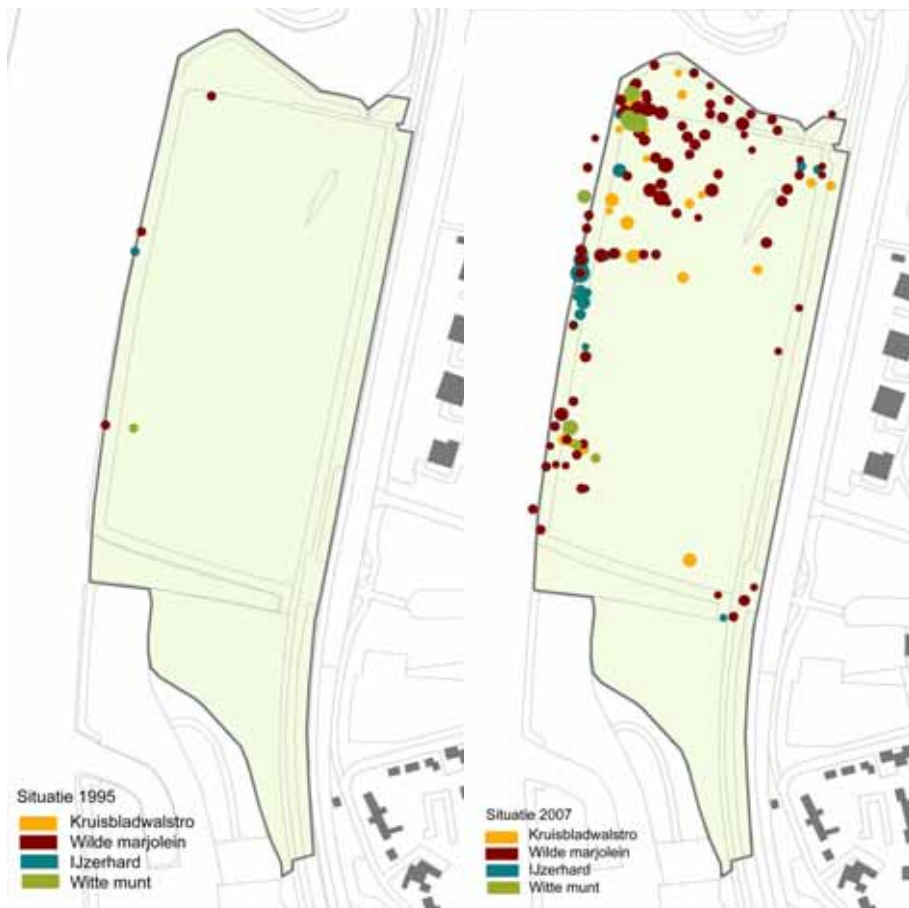 Situatie 1995
Kruisbladwalstro
Wilde marjolein
IJzerhard
Witte munt
Situatie 2007
Kruisbladwalstro
Wilde marjolein
IJzerhard
Witte munt